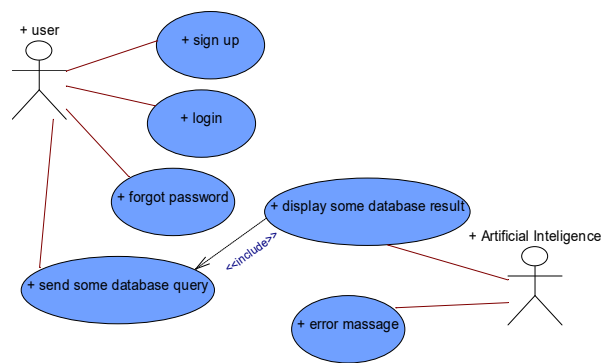 + user
+ sign up
+ login
+ forgot password
+ display some database result
<<include>>
+ Artificial Inteligence
+ send some database query
+ error massage